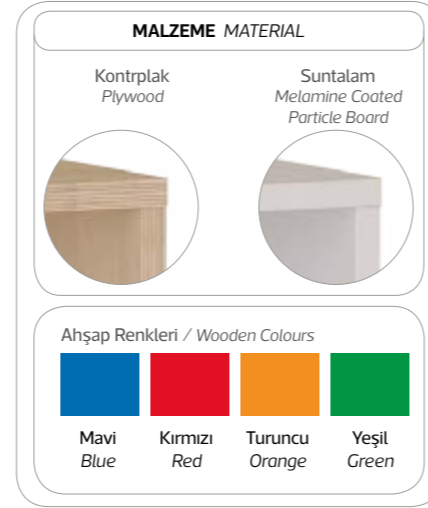 MALZEME MATERIAL
Kontrplak
Plywood
Suntalam
Melamine Coated
Particle Board
Ahşap Renkleri / Wooden Colours
Mavi
Blue
Kırmızı
Red
Turuncu
Orange
Yeşil
Green